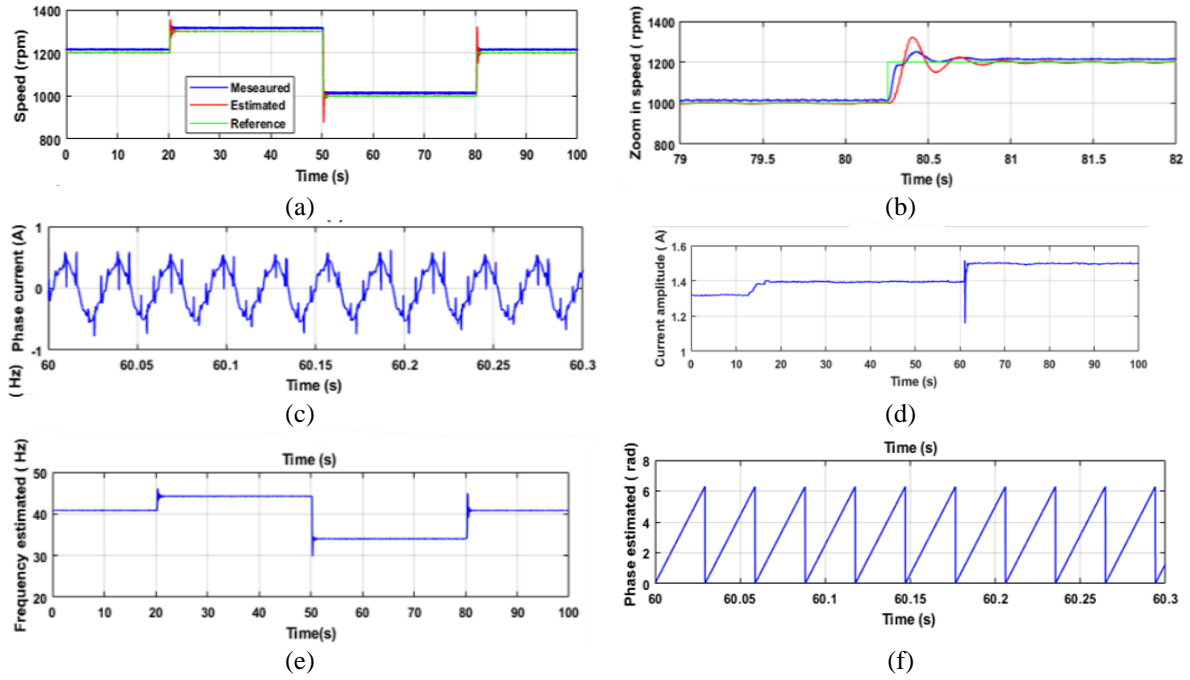 1400
1200
1000
800
Speed (rpm)
Meseaured
Estimated
Reference
0 10 20 30 40 50 60 70 80 90 100
Time (s)
(a)
1400
1200
1000
800
Zoom in speed ( rpm)
79 79.5 80 80.5 81 81.5 82
Time (s)
(b)
1
0
-1
Phase current (A)
60 60.05 60.1 60.15 60.2 60.25 60.3
Time (s)
( Hz)
(c)
1.6
1.4
1.2
1
Current amplitude ( A)
0 10 20 30 40 50 60 70 80 90 100
Time (s)
(d)
Time (s)
50
40
30
20
Frequency estimated ( Hz)
0 10 20 30 40 50 60 70 80 90 100
Time(s)
(e)
Time (s)
8
6
4
2
0
Phase estimated ( rad)
60 60.05 60.1 60.15 60.2 60.25 60.3
Time (s)
(f)